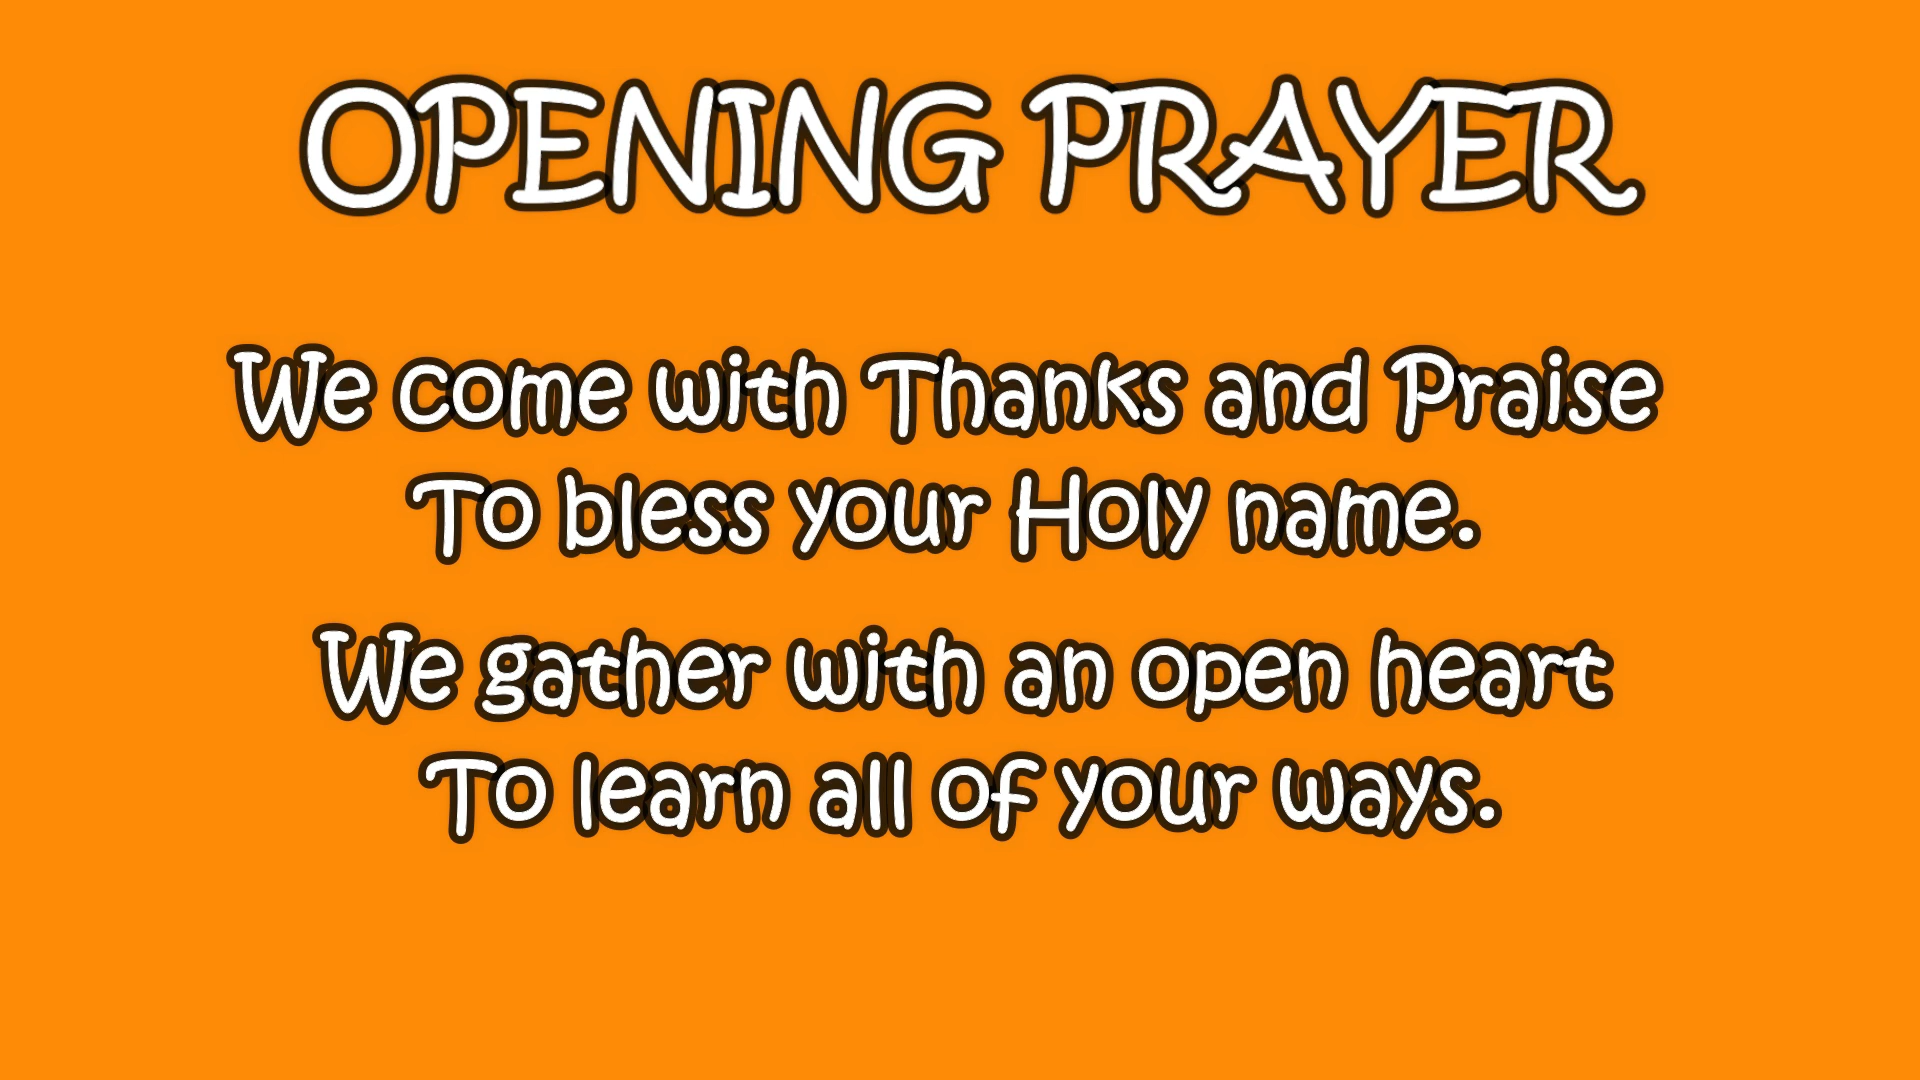 OPENING PRAYER
We come with Thanks and Praise
To bless your Holy name.
We gather with an open heart
To learn all of your ways.